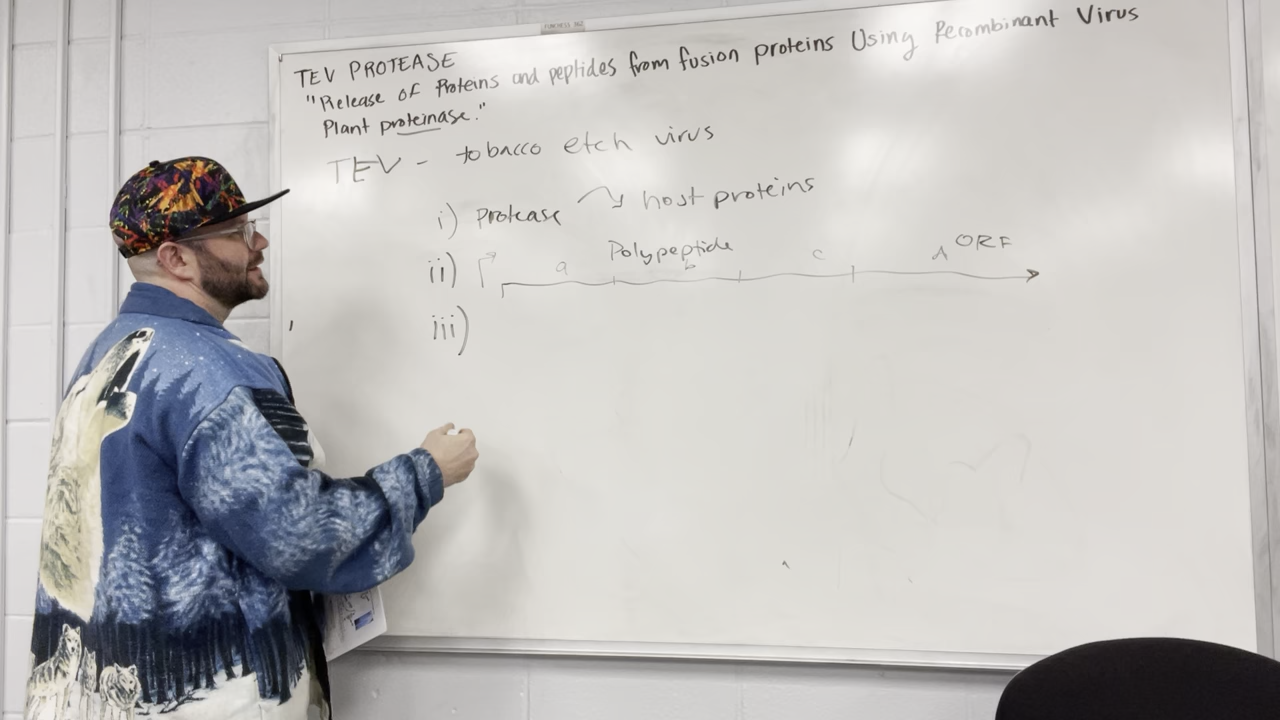 TEV PROTEASE
"Release of Proteins and peptides from fusion proteins Using Recombinant Virus
Plant proteinase."
TEV - tobacco etch virus
i) Protease host proteins
ii) Polypeptide ORF
a b c
iii)